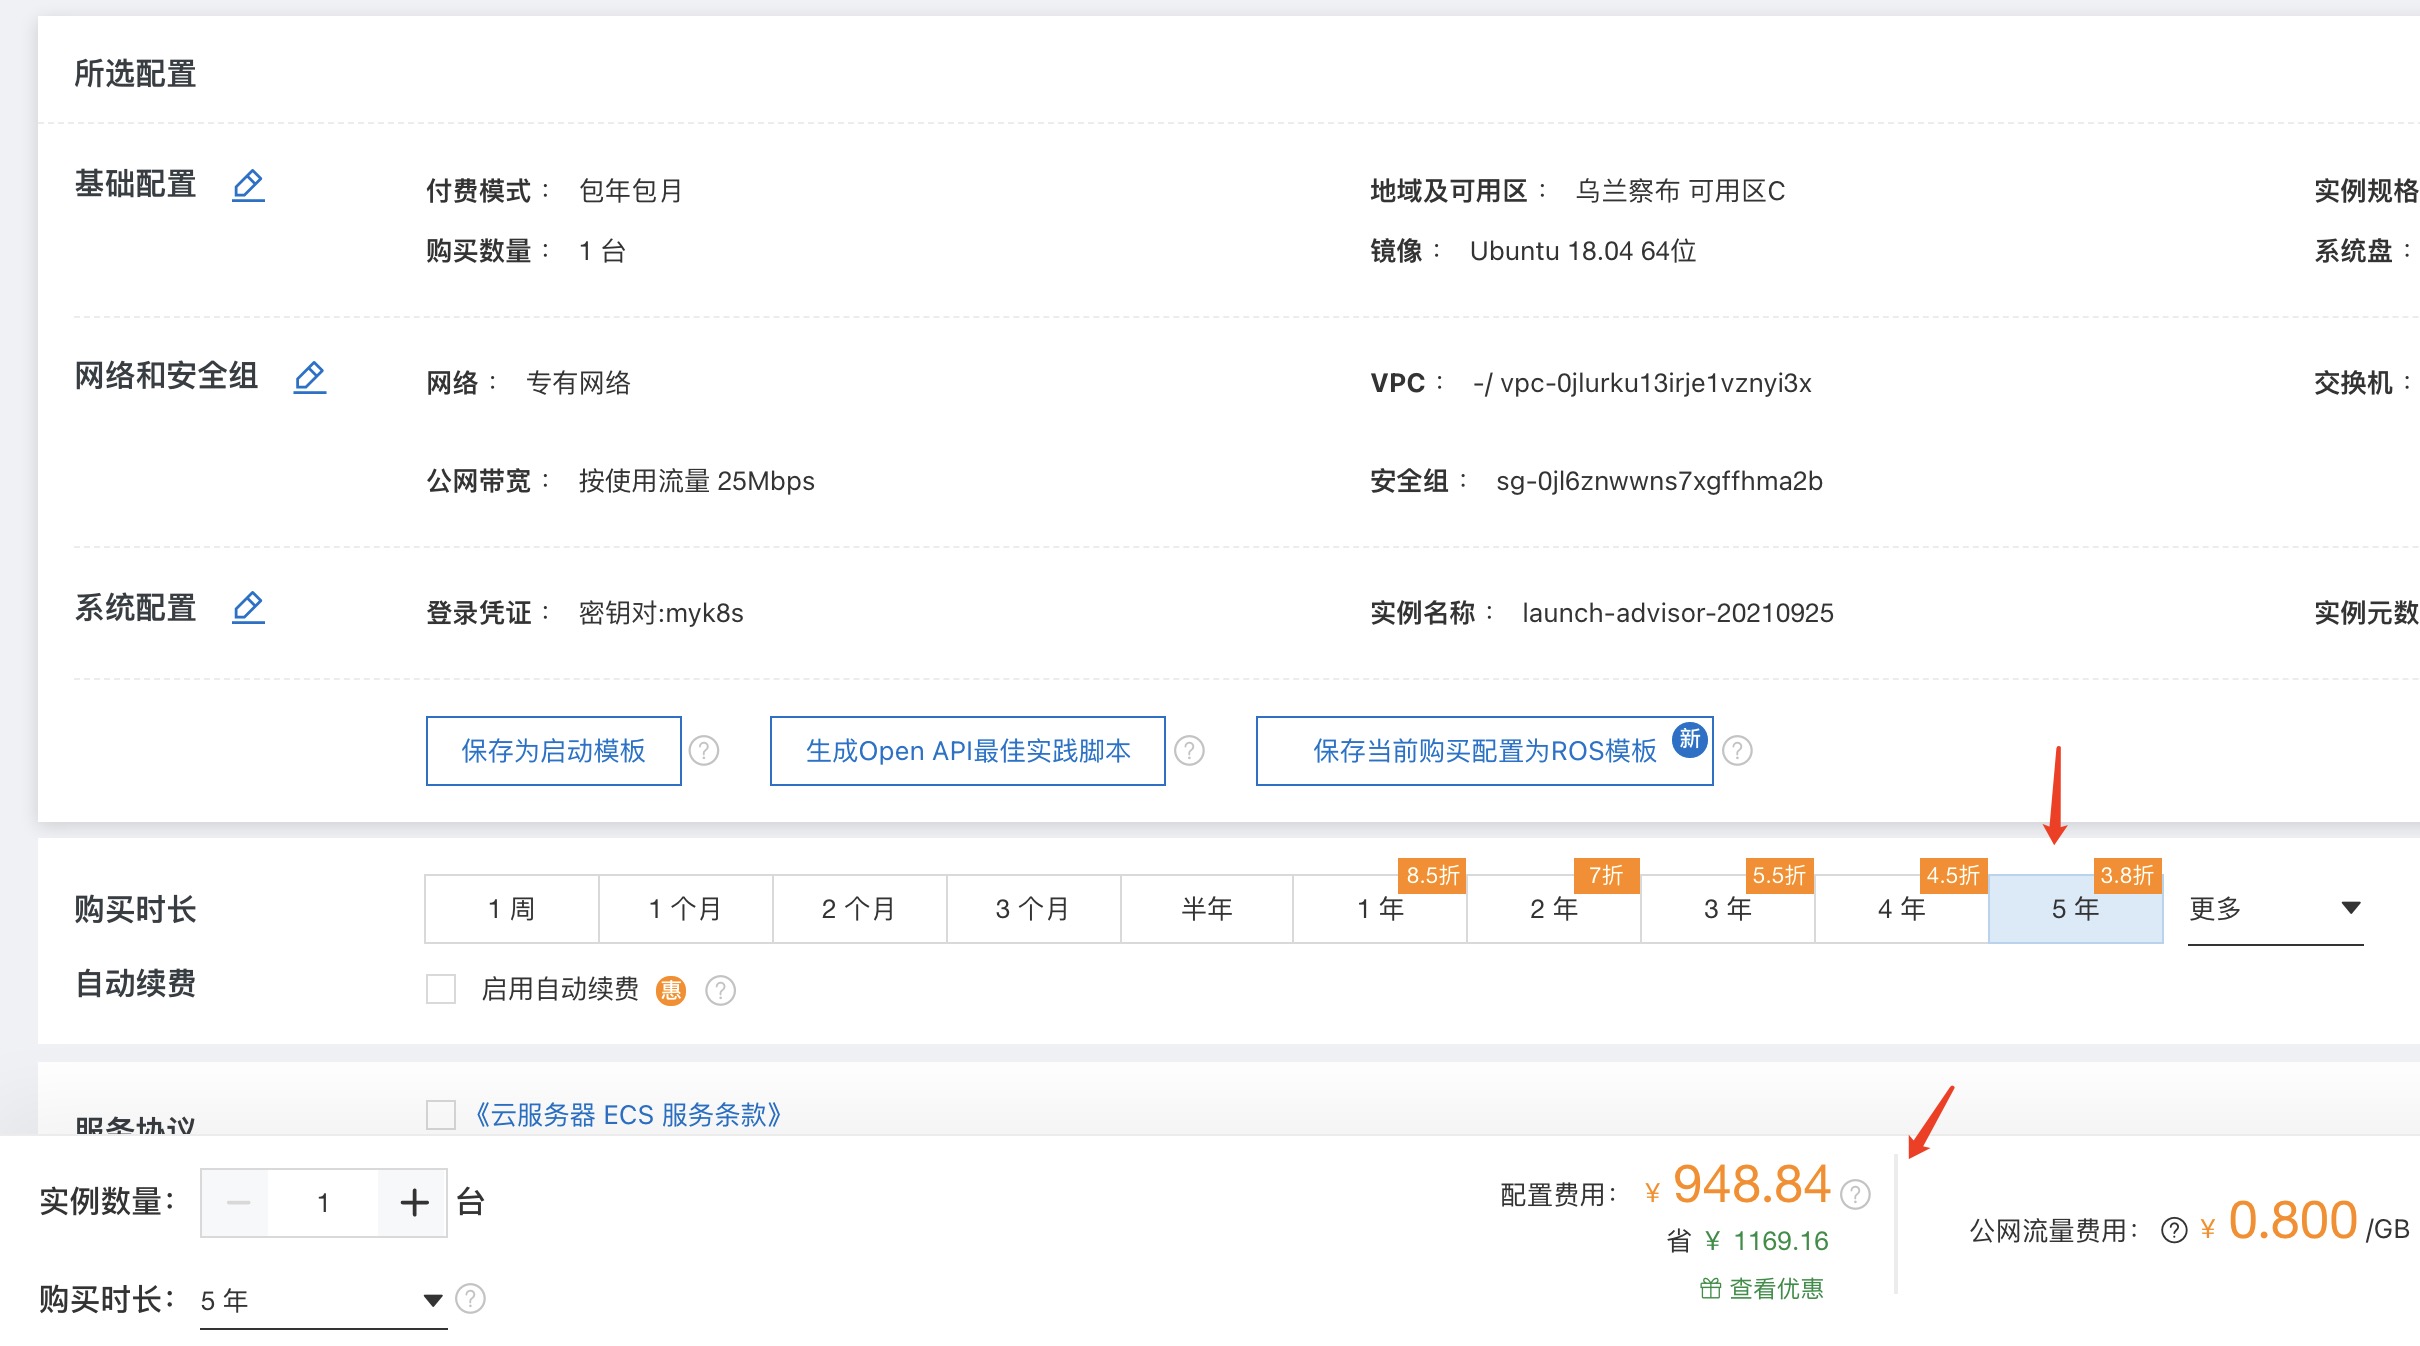 所选配置
基础配置
付费模式： 包年包月
地域及可用区： 乌兰察布 可用区C
实例规格
购买数量： 1 台
镜像： Ubuntu 18.04 64位
系统盘：
网络和安全组
网络： 专有网络
VPC： -/ vpc-0jlurku13irje1vznyi3x
交换机：
公网带宽： 按使用流量 25Mbps
安全组： sg-0jl6znwwns7xgffhma2b
系统配置
登录凭证： 密钥对:myk8s
实例名称： launch-advisor-20210925
实例元数
保存为启动模板 ?
生成Open API最佳实践脚本 ?
保存当前购买配置为ROS模板 新 ?
购买时长
1 周
1 个月
2 个月
3 个月
半年
1 年 8.5折
2 年 7折
3 年 5.5折
4 年 4.5折
5 年 3.8折
更多
自动续费
启用自动续费 惠 ?
服务协议
《云服务器 ECS 服务条款》
实例数量： − 1 + 台
购买时长： 5 年 ?
配置费用： ¥ 948.84 ?
省 ¥ 1169.16
查看优惠
公网流量费用： ? ¥ 0.800 /GB